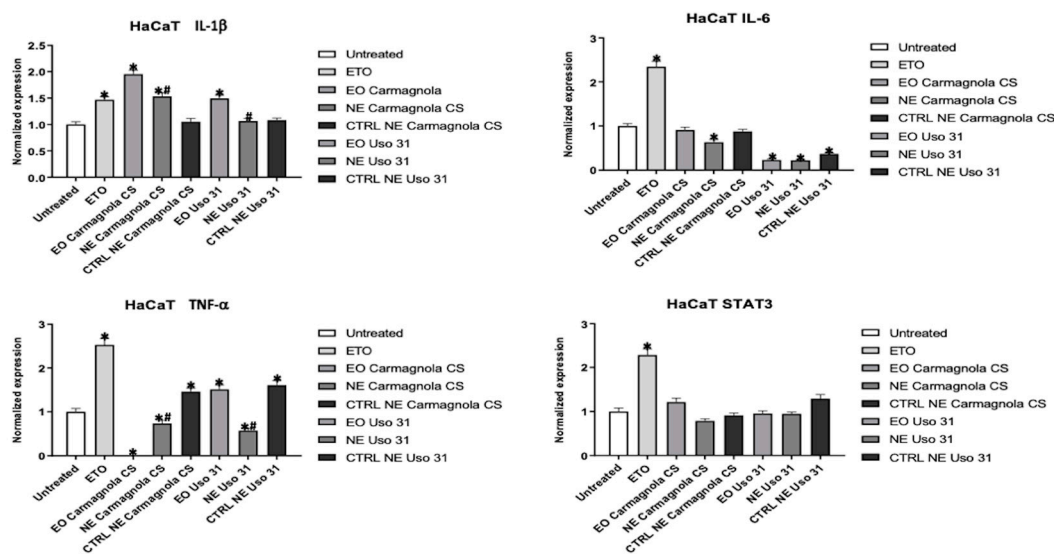 HaCaT IL-1β
Normalized expression
2.5
2.0
1.5
1.0
0.5
0.0
*
*
*#
*
#
Untreated
ETO
EO Carmagnola CS
NE Carmagnola CS
CTRL NE Carmagnola CS
EO Uso 31
NE Uso 31
CTRL NE Uso 31
Untreated
ETO
EO Carmagnola
NE Carmagnola CS
CTRL NE Carmagnola CS
EO Uso 31
NE Uso 31
CTRL NE Uso 31
HaCaT IL-6
Normalized expression
3
2
1
0
*
*
*
*
*
Untreated
ETO
EO Carmagnola CS
NE Carmagnola CS
CTRL NE Carmagnola CS
EO Uso 31
NE Uso 31
CTRL NE Uso 31
Untreated
ETO
EO Carmagnola CS
NE Carmagnola CS
CTRL NE Carmagnola CS
EO Uso 31
NE Uso 31
CTRL NE Uso 31
HaCaT TNF-α
Normalized expression
3
2
1
0
*
*
*#
*
*
*#
*
Untreated
ETO
EO Carmagnola CS
NE Carmagnola CS
CTRL NE Carmagnola CS
EO Uso 31
NE Uso 31
CTRL NE Uso 31
Untreated
ETO
EO Carmagnola CS
NE Carmagnola CS
CTRL NE Carmagnola CS
EO Uso 31
NE Uso 31
CTRL NE Uso 31
HaCaT STAT3
Normalized expression
3
2
1
0
*
Untreated
ETO
EO Carmagnola CS
NE Carmagnola CS
CTRL NE Carmagnola CS
EO Uso 31
NE Uso 31
CTRL NE Uso 31
Untreated
ETO
EO Carmagnola CS
NE Carmagnola CS
CTRL NE Carmagnola CS
EO Uso 31
NE Uso 31
CTRL NE Uso 31